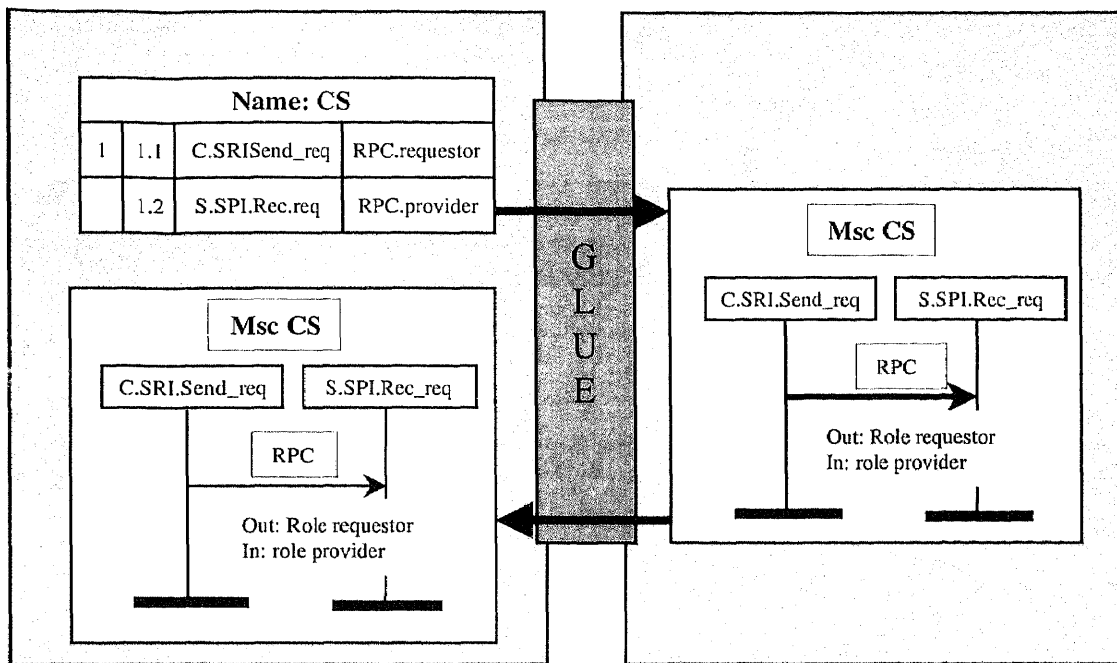 Name: CS
1 1.1 C.SRISend_req RPC.requestor
1.2 S.SPI.Rec.req RPC.provider
Msc CS
C.SRI.Send_req S.SPI.Rec_req
RPC
Out: Role requestor
In: role provider
GLUE
Msc CS
C.SRI.Send_req S.SPI.Rec_req
RPC
Out: Role requestor
In: role provider